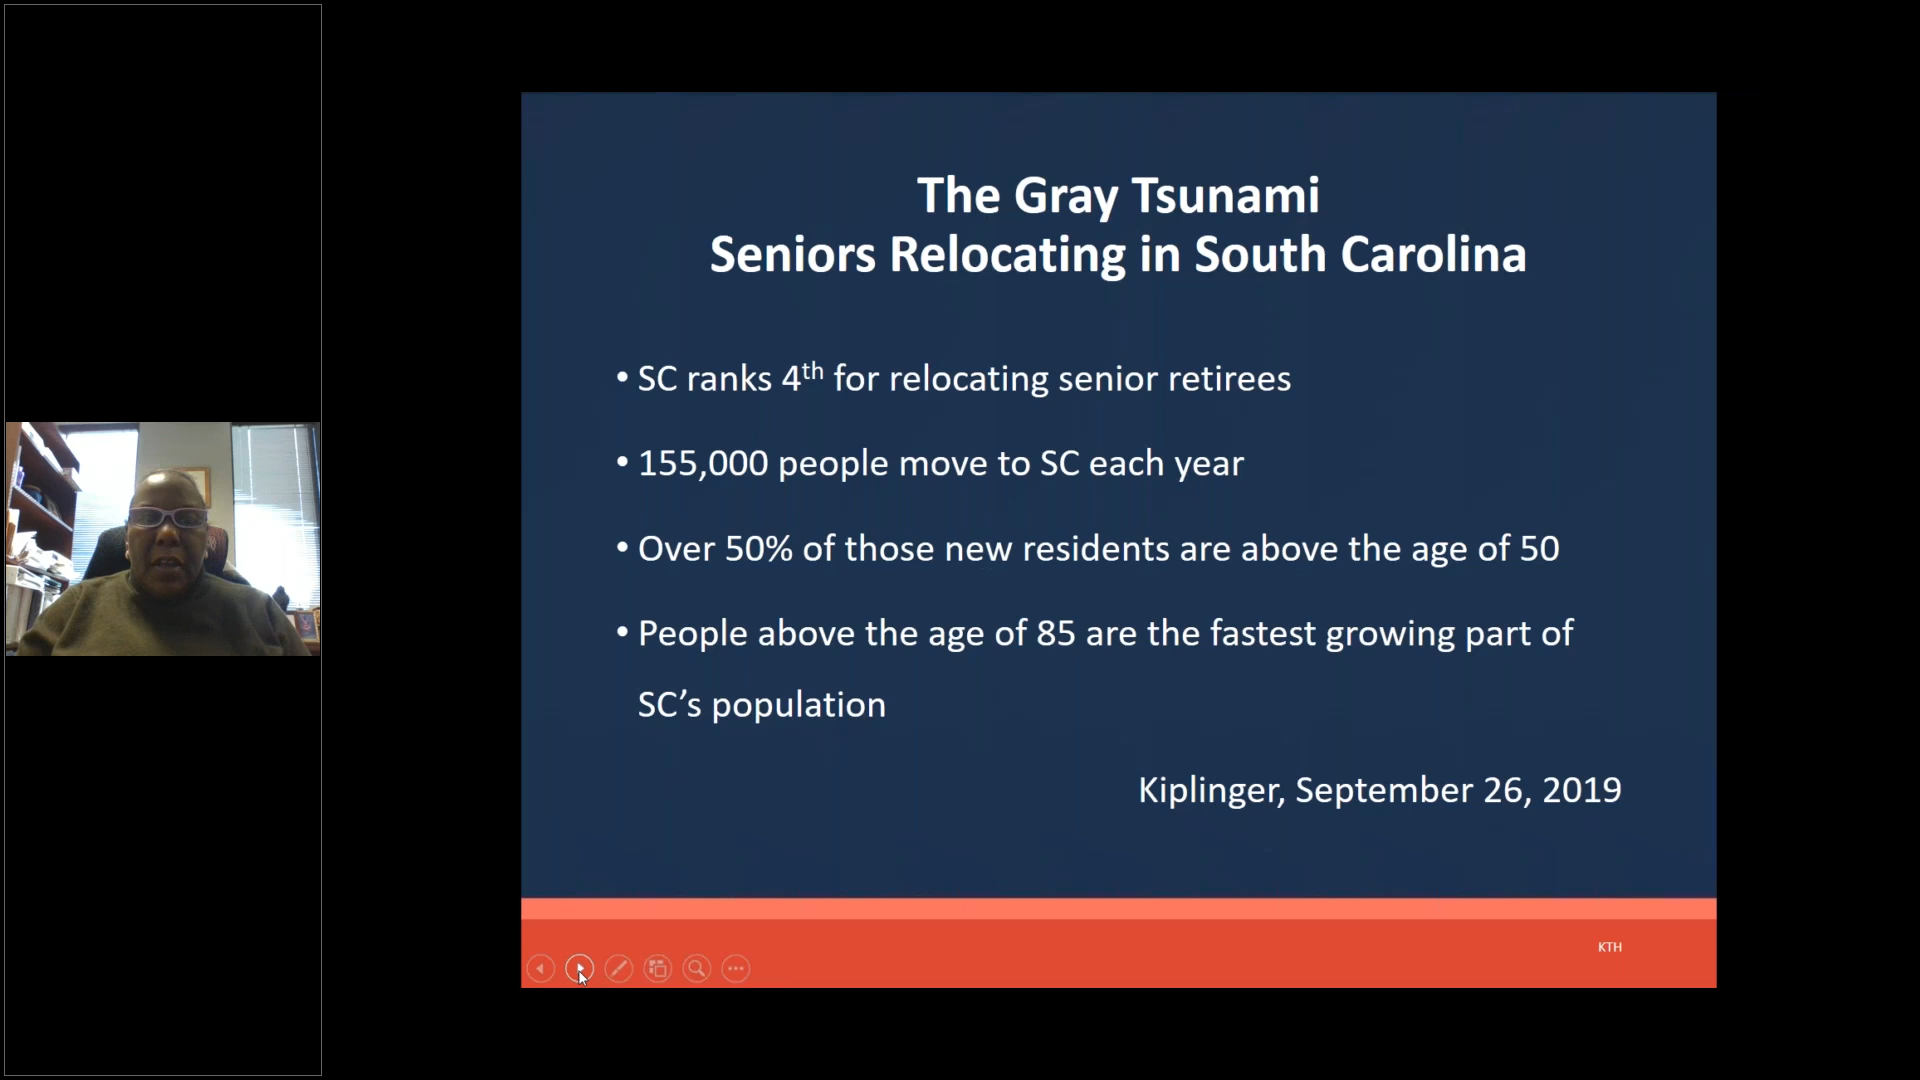 The Gray Tsunami
Seniors Relocating in South Carolina
• SC ranks 4th for relocating senior retirees
• 155,000 people move to SC each year
• Over 50% of those new residents are above the age of 50
• People above the age of 85 are the fastest growing part of
SC’s population
Kiplinger, September 26, 2019
KTH